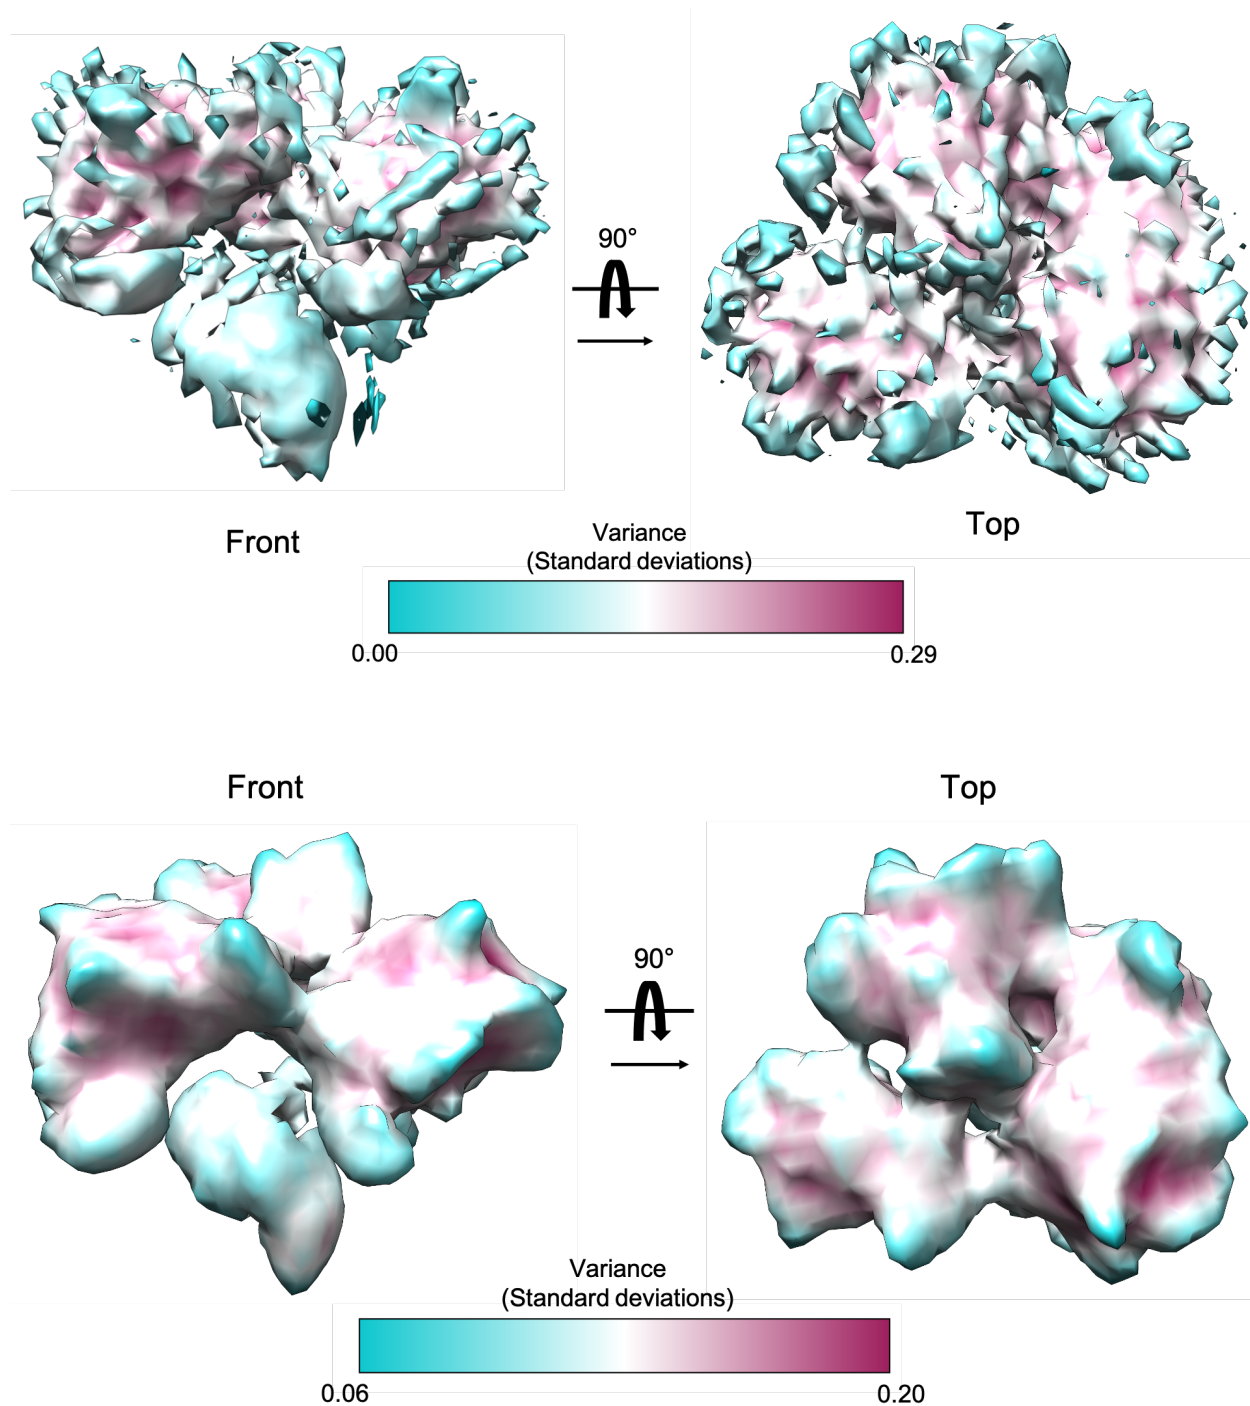 90°
Front
Top
Variance
(Standard deviations)
0.00
0.29
Front
Top
90°
Variance
(Standard deviations)
0.06
0.20